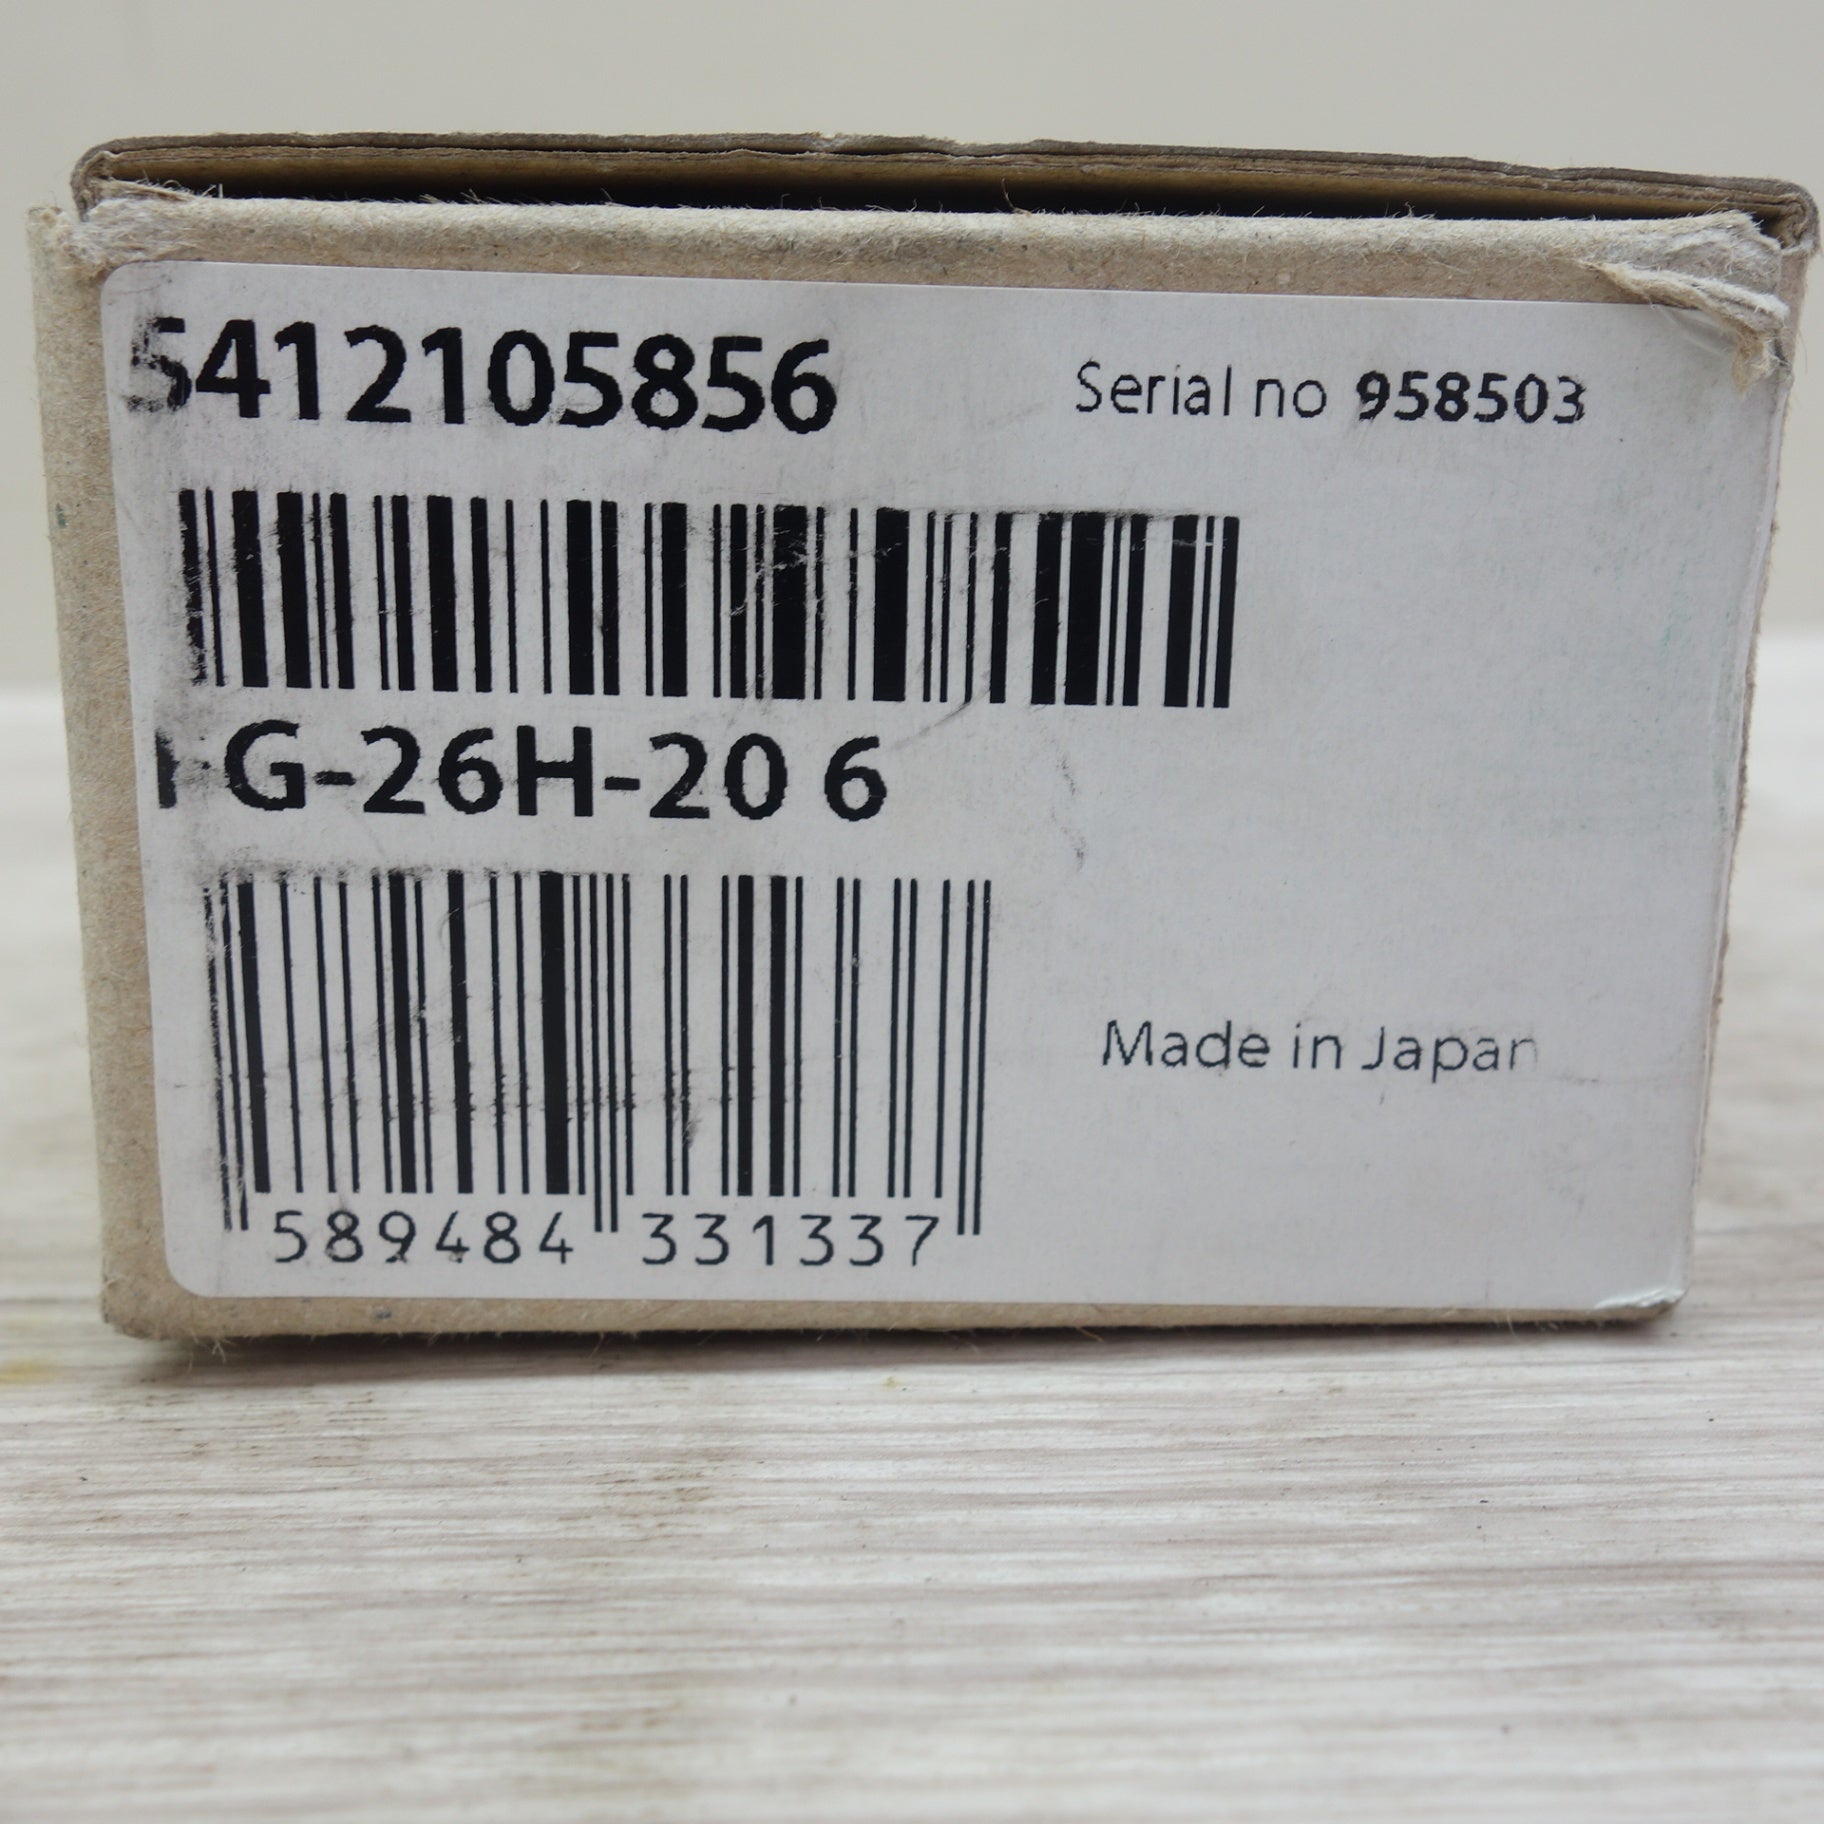 5412105856
Serial no 958503
G-26H-20 6
589484 331337
Made in Japan